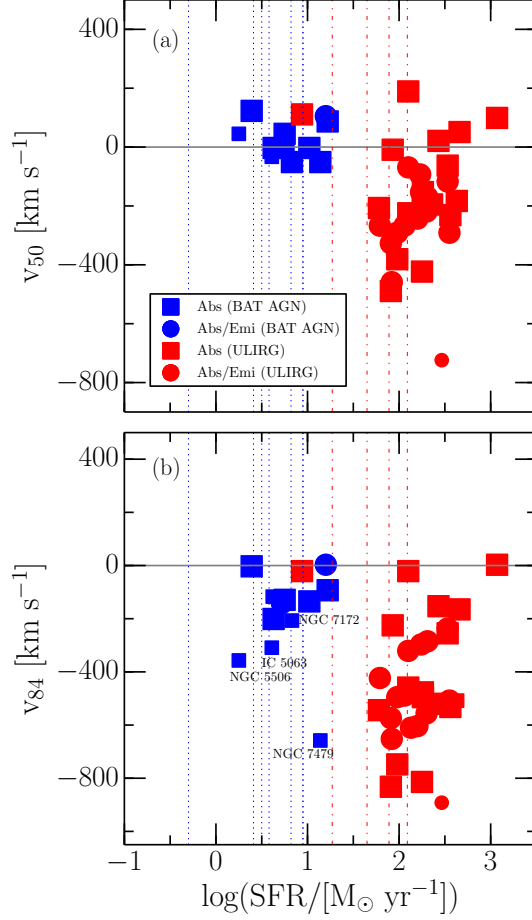 400
(a)
0
v50 [km s−1]
−400
Abs (BAT AGN)
Abs/Emi (BAT AGN)
Abs (ULIRG)
Abs/Emi (ULIRG)
−800
400
(b)
0
v84 [km s−1]
NGC 7172
IC 5063
NGC 5506
−400
NGC 7479
−800
−1 0 1 2 3
log(SFR/[M⊙ yr−1])